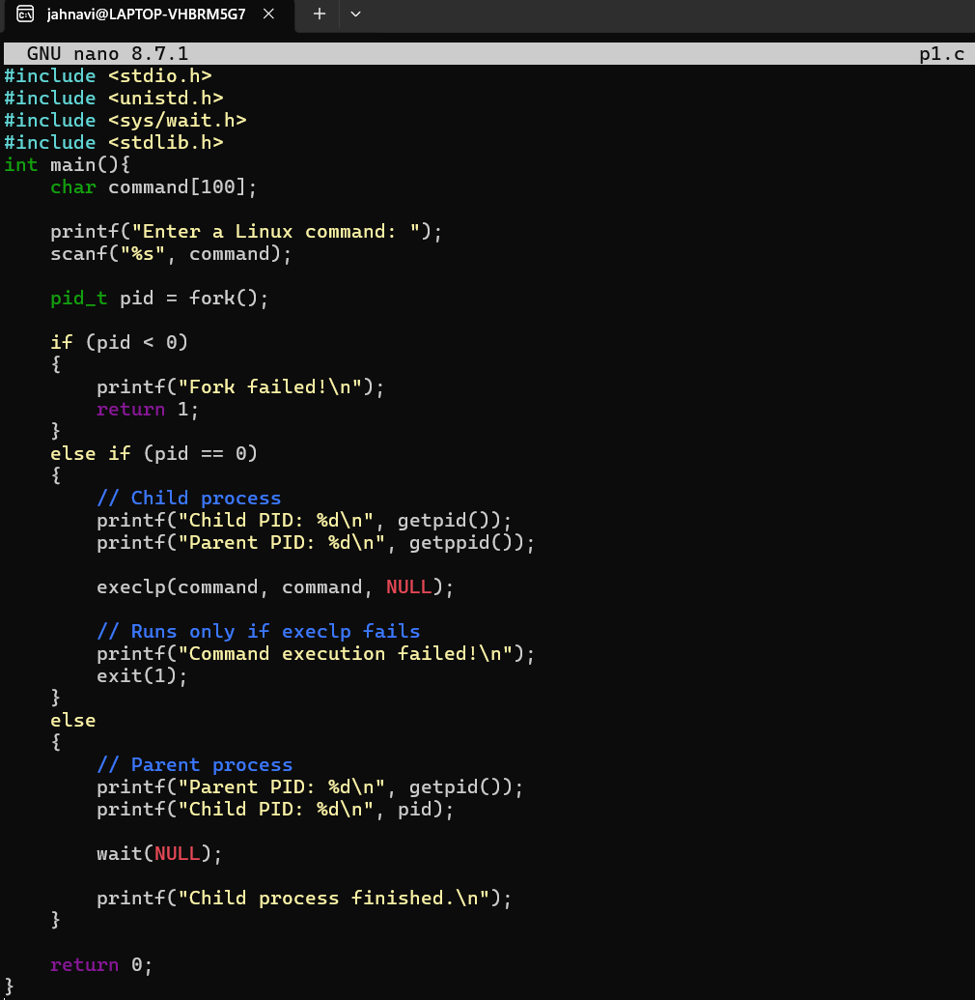 jahnavi@LAPTOP-VHBRM5G7
GNU nano 8.7.1 p1.c
#include <stdio.h>
#include <unistd.h>
#include <sys/wait.h>
#include <stdlib.h>
int main(){
    char command[100];

    printf("Enter a Linux command: ");
    scanf("%s", command);

    pid_t pid = fork();

    if (pid < 0)
    {
        printf("Fork failed!\n");
        return 1;
    }
    else if (pid == 0)
    {
        // Child process
        printf("Child PID: %d\n", getpid());
        printf("Parent PID: %d\n", getppid());

        execlp(command, command, NULL);

        // Runs only if execlp fails
        printf("Command execution failed!\n");
        exit(1);
    }
    else
    {
        // Parent process
        printf("Parent PID: %d\n", getpid());
        printf("Child PID: %d\n", pid);

        wait(NULL);

        printf("Child process finished.\n");
    }

    return 0;
}